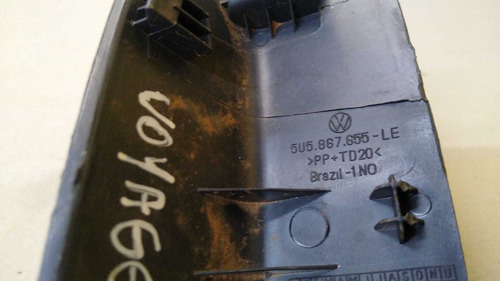 VOYAGE
5U5.867.655-LE
>PP+TD20<
Brazil-1.NO
J J A S O N D